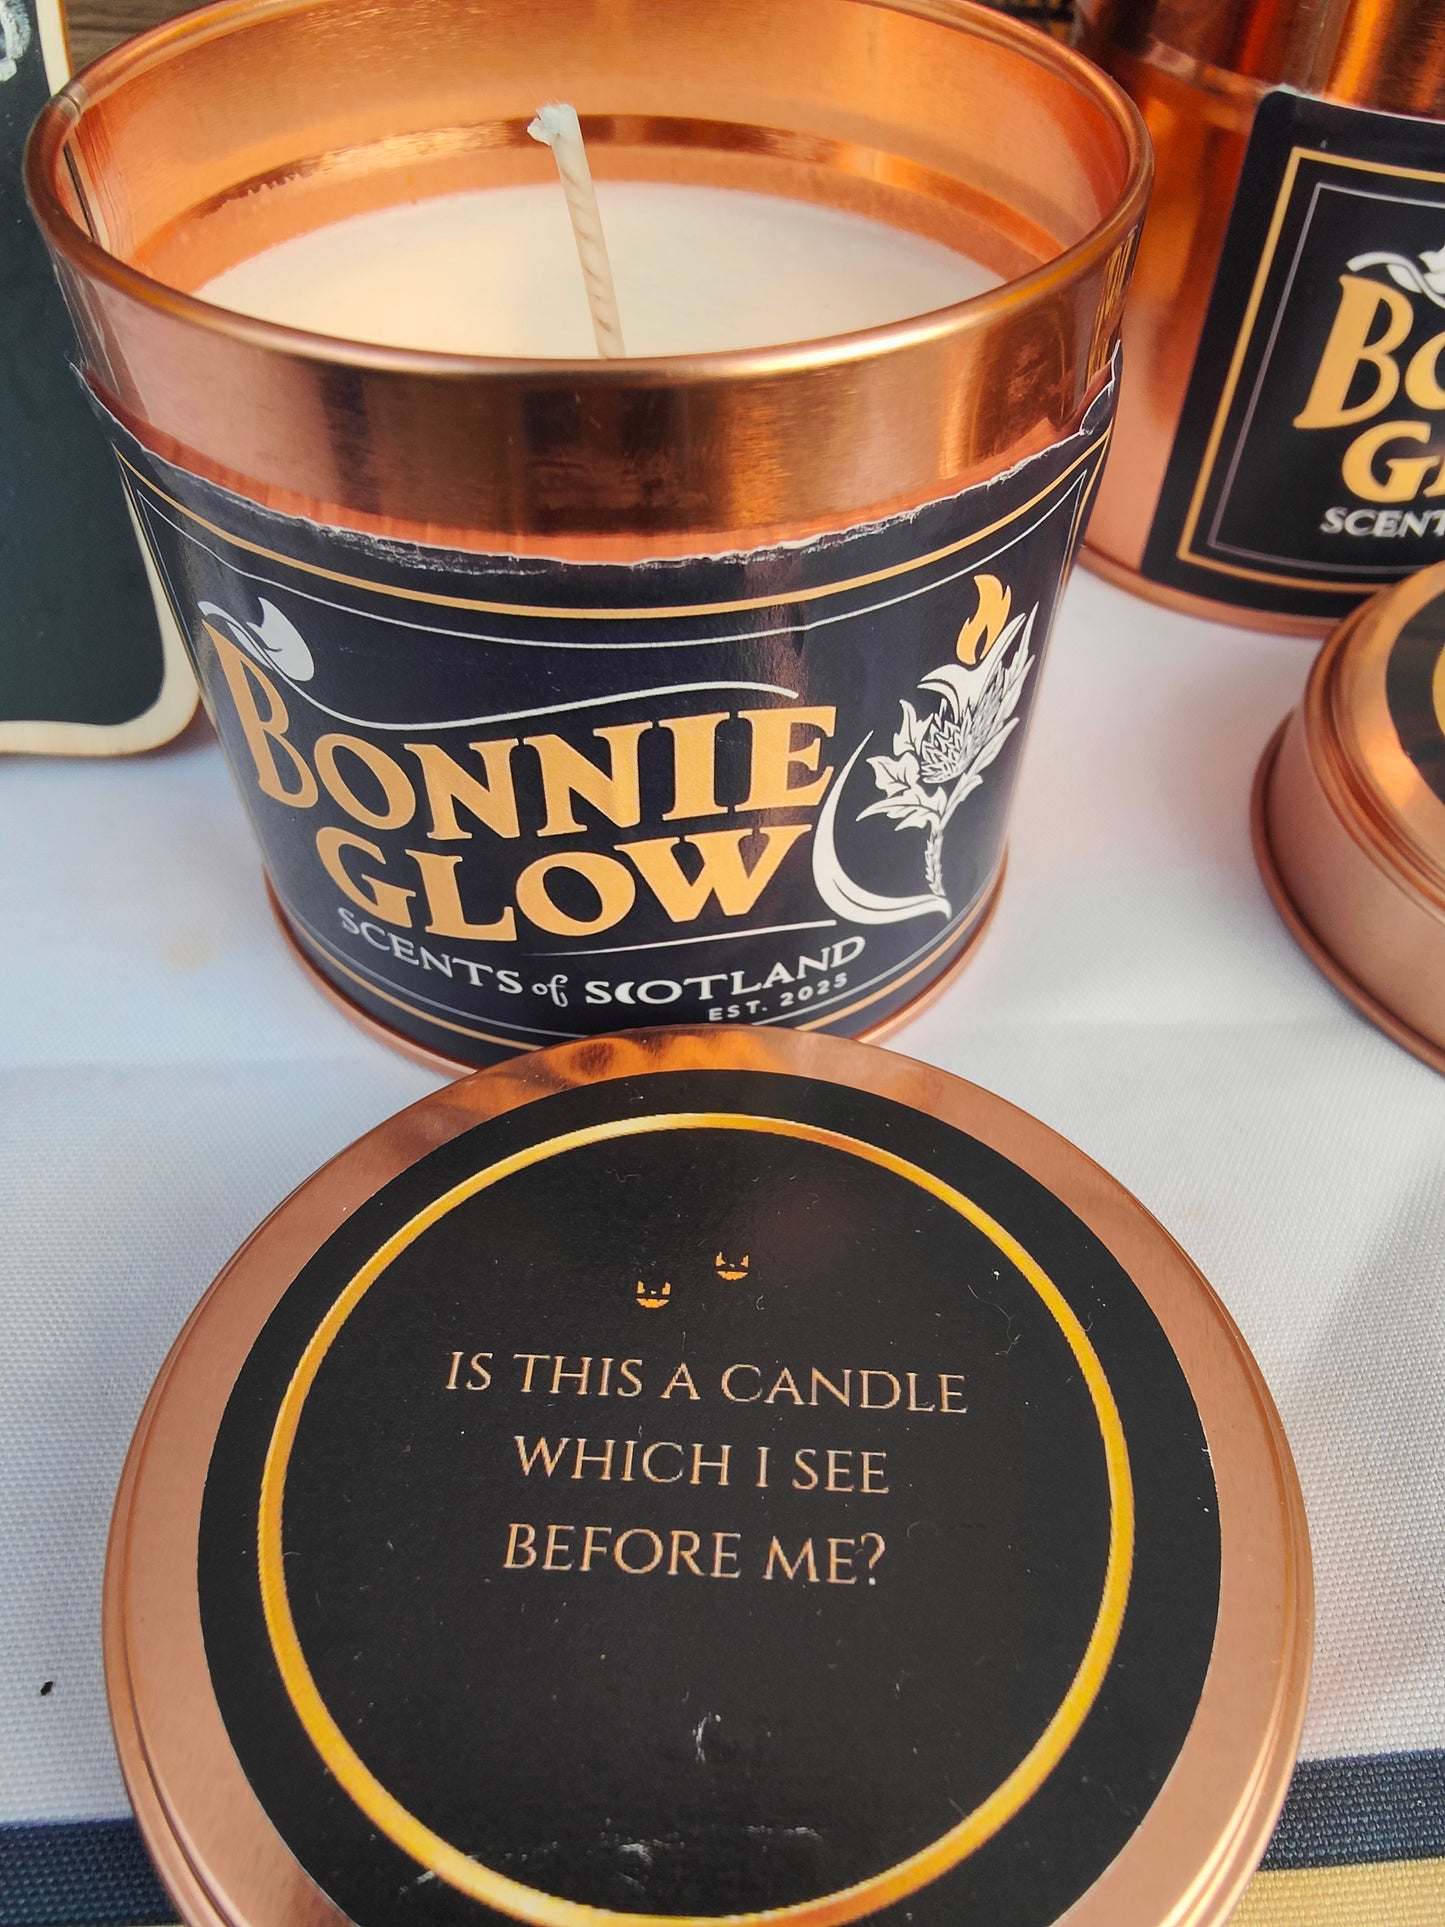 BONNIE
GLOW
SCENTS of SCOTLAND
EST. 2025
IS THIS A CANDLE
WHICH I SEE
BEFORE ME?